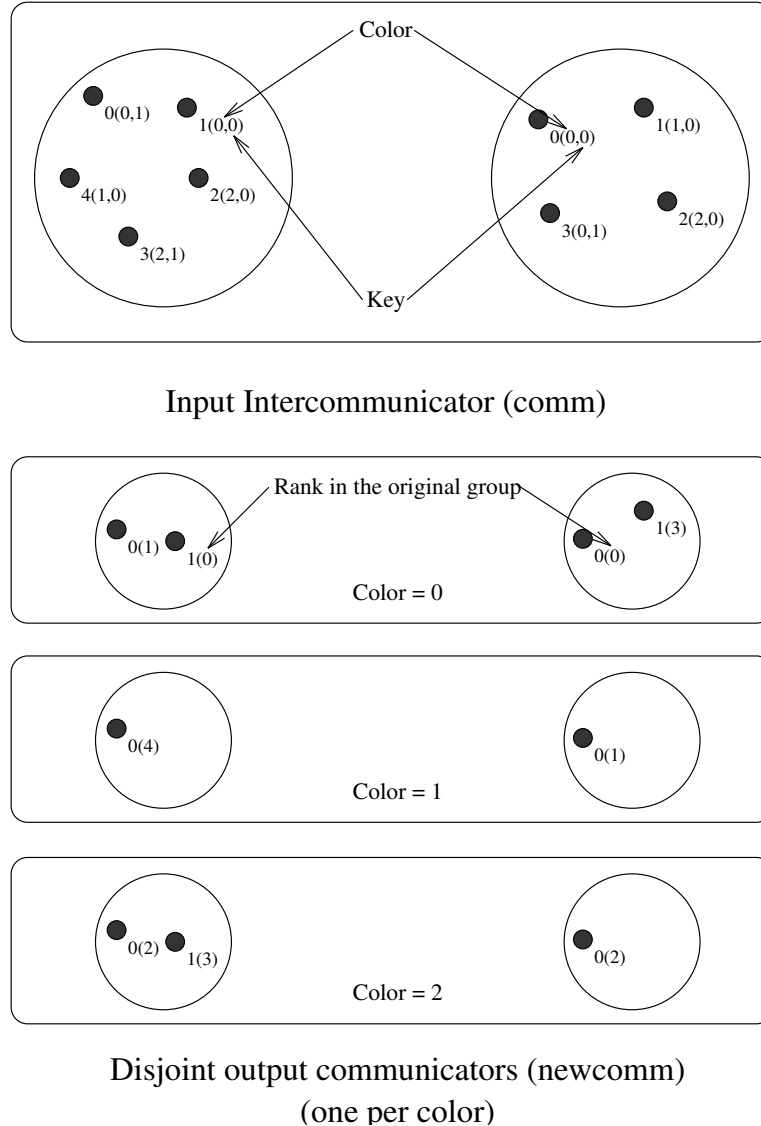 Color
0(0,1)
1(0,0)
0(0,0)
1(1,0)
4(1,0)
2(2,0)
3(2,1)
3(0,1)
2(2,0)
Key
Input Intercommunicator (comm)
Rank in the original group
0(1)
1(0)
0(0)
1(3)
Color = 0
0(4)
0(1)
Color = 1
0(2)
1(3)
0(2)
Color = 2
Disjoint output communicators (newcomm)
(one per color)